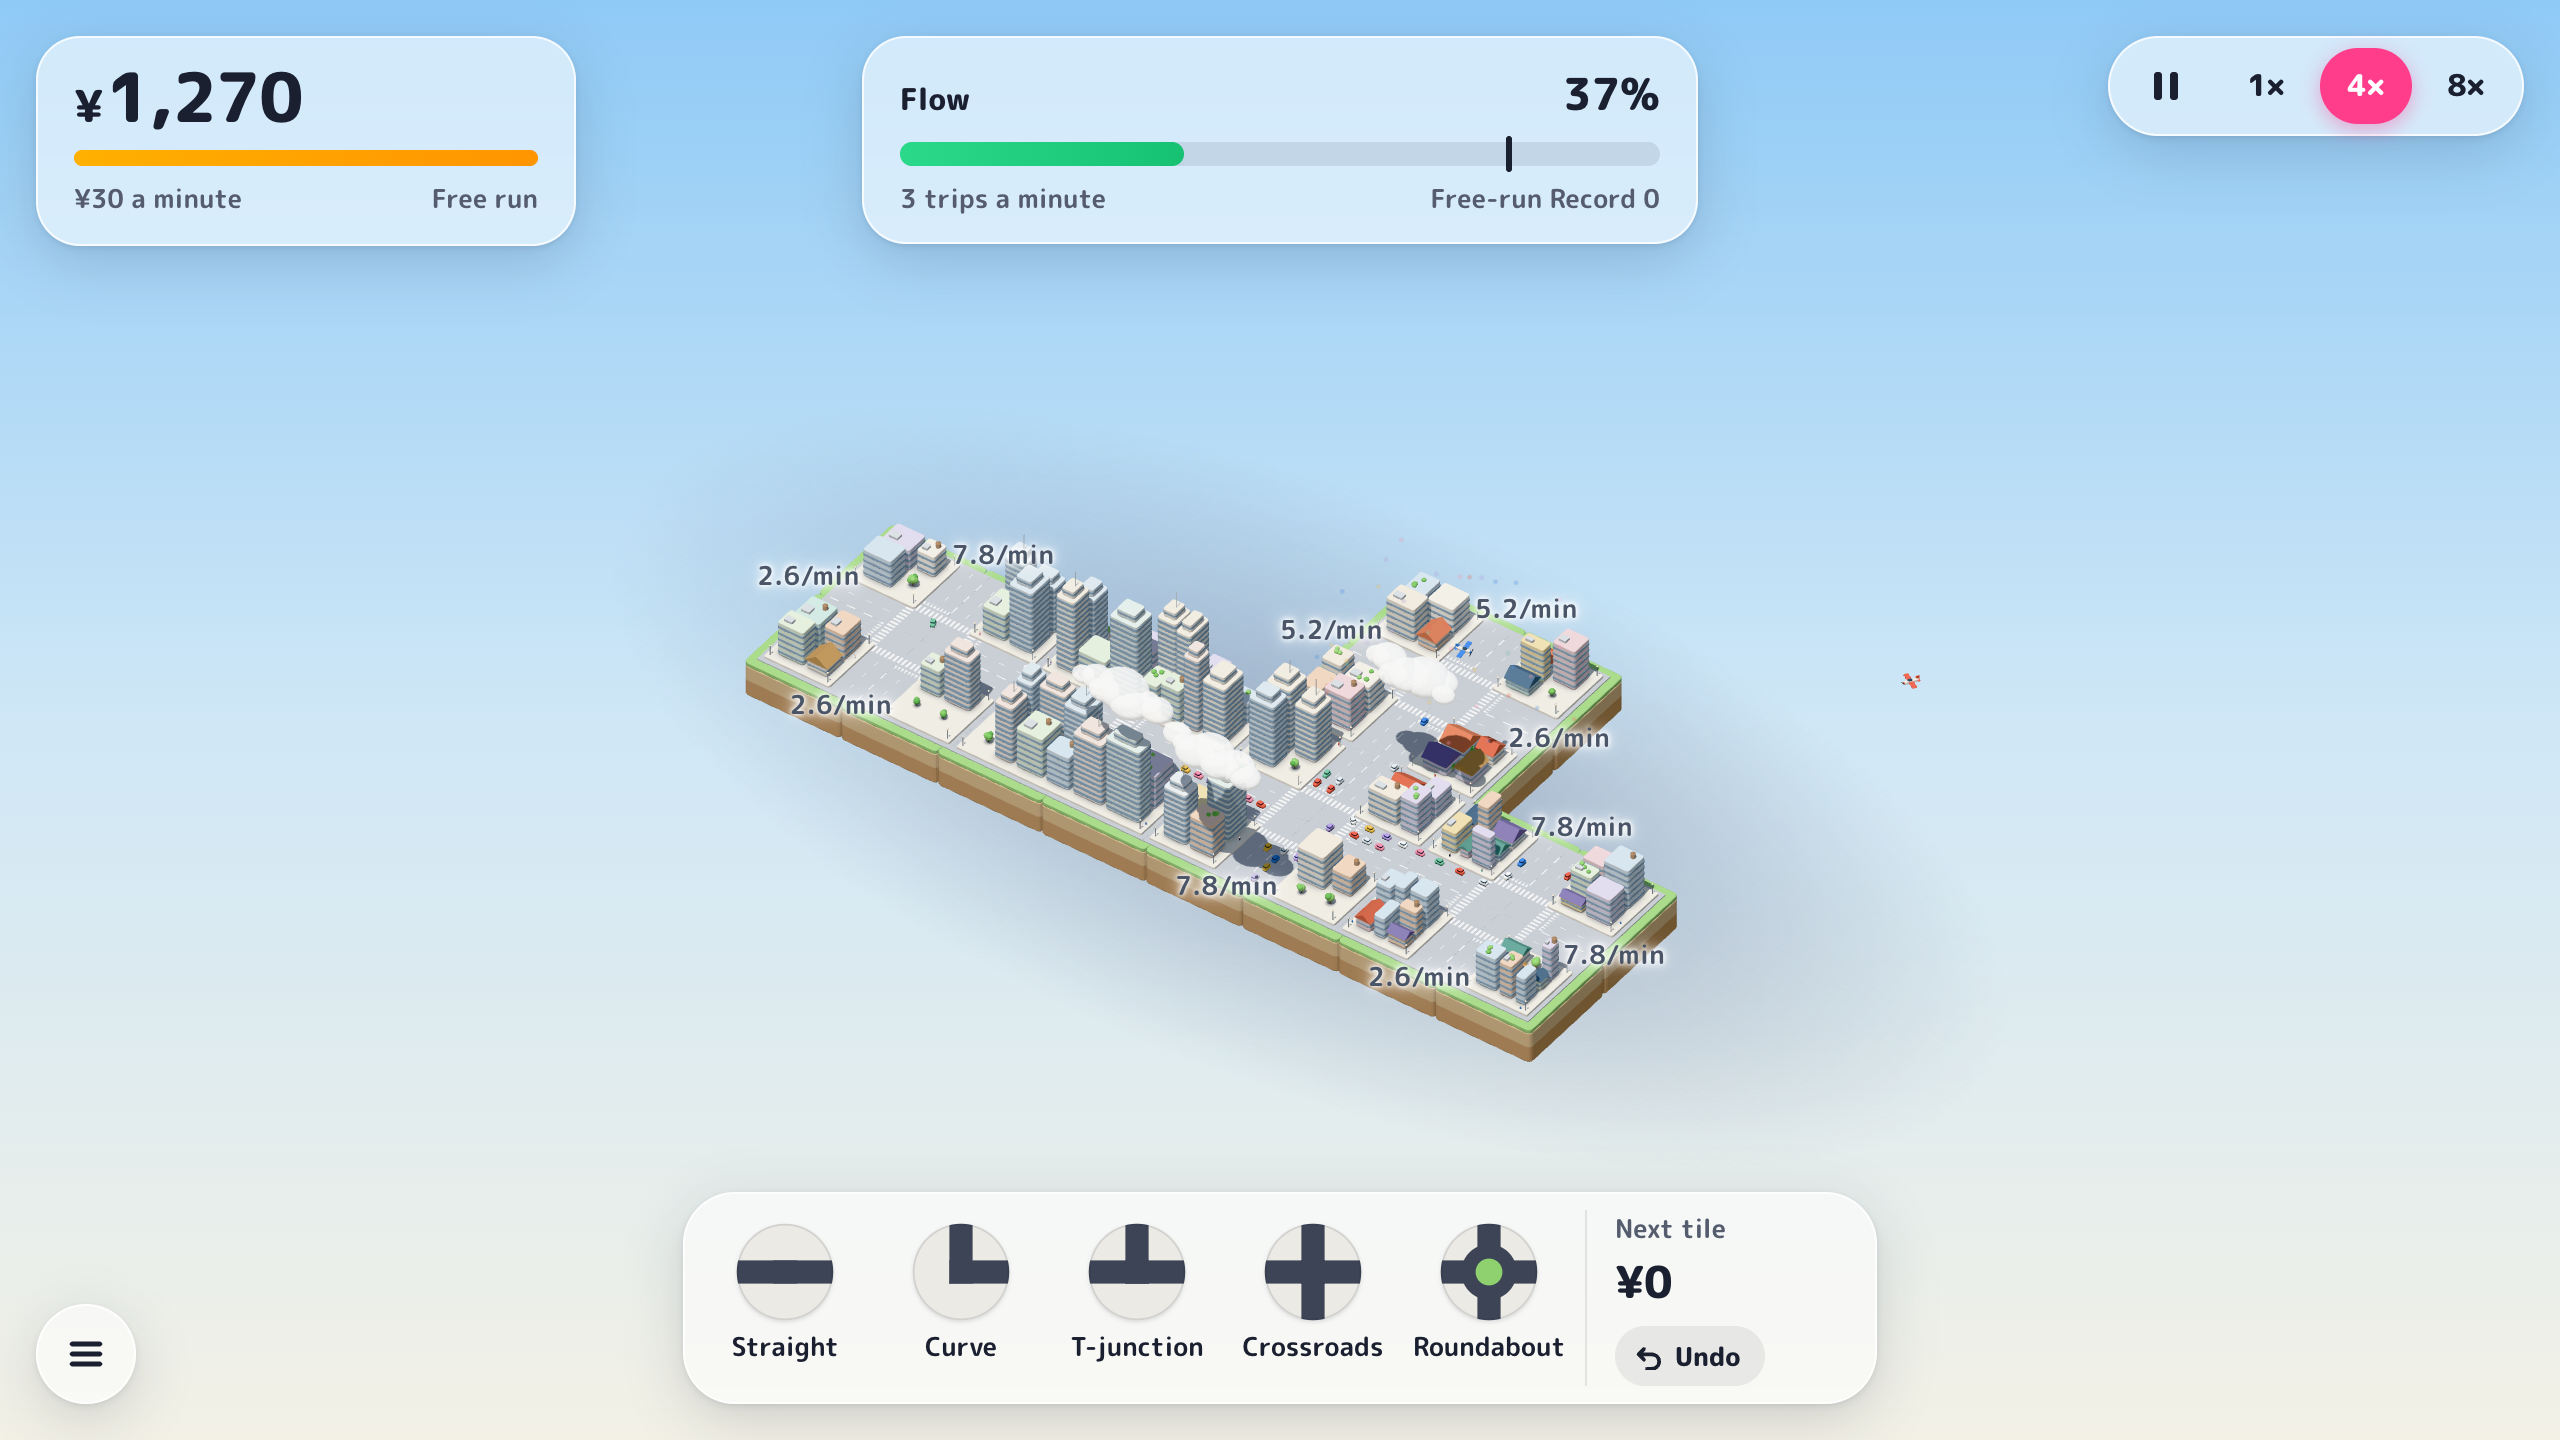 ¥1,270
¥30 a minute
Free run
Flow
37%
3 trips a minute
Free-run Record 0
1×
4×
8×
7.8/min
2.6/min
5.2/min
5.2/min
2.6/min
2.6/min
7.8/min
7.8/min
7.8/min
2.6/min
Straight
Curve
T-junction
Crossroads
Roundabout
Next tile
¥0
Undo